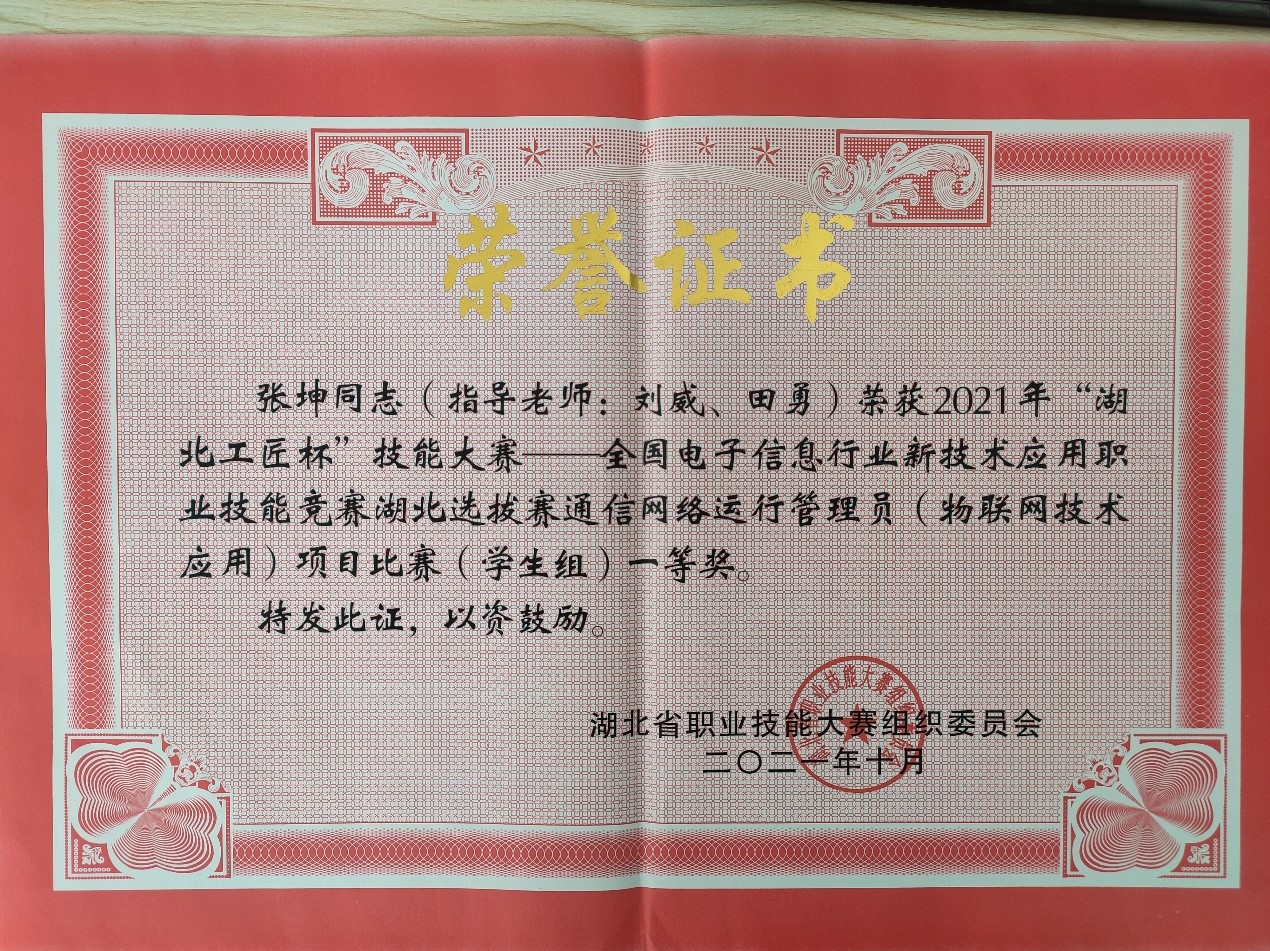 荣誉证书
张坤同志（指导老师：刘威、田勇）荣获2021年“湖
北工匠杯”技能大赛——全国电子信息行业新技术应用职
业技能竞赛湖北选拔赛通信网络运行管理员（物联网技术
应用）项目比赛（学生组）一等奖。
特发此证，以资鼓励。
湖北省职业技能大赛组织委员会
二〇二一年十月